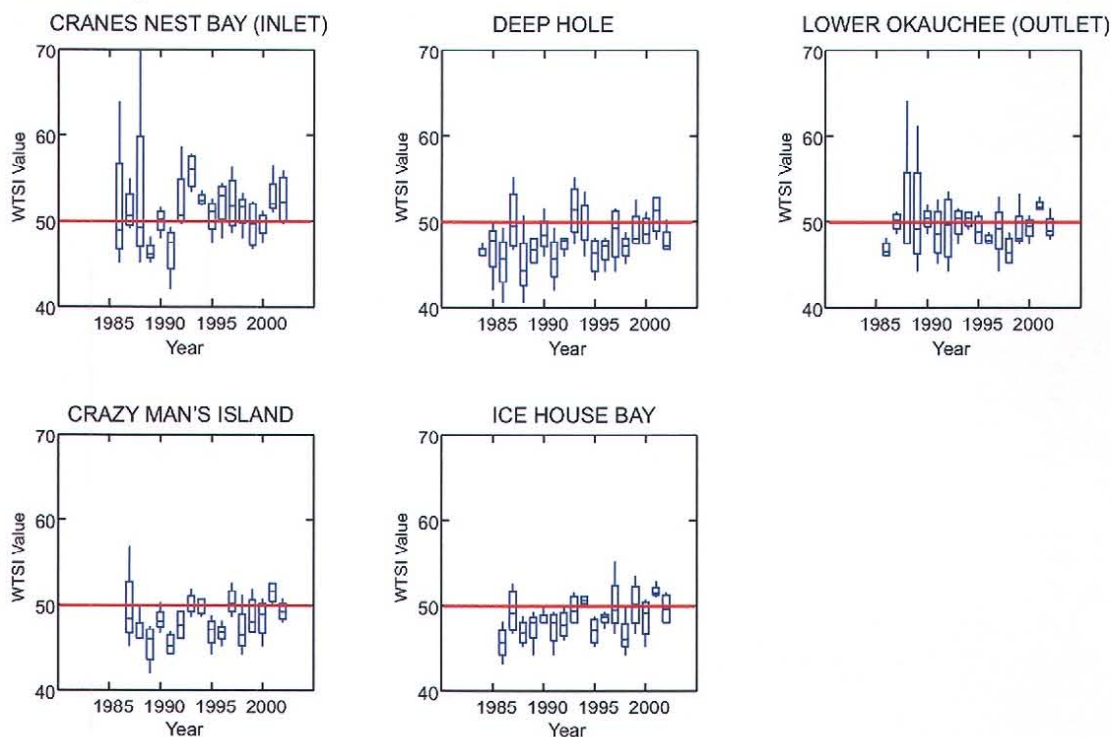 CRANES NEST BAY (INLET)
70
60
50
40
WTSI Value
1985 1990 1995 2000
Year
DEEP HOLE
70
60
50
40
WTSI Value
1985 1990 1995 2000
Year
LOWER OKAUCHEE (OUTLET)
70
60
50
40
WTSI Value
1985 1990 1995 2000
Year
CRAZY MAN'S ISLAND
70
60
50
40
WTSI Value
1985 1990 1995 2000
Year
ICE HOUSE BAY
70
60
50
40
WTSI Value
1985 1990 1995 2000
Year